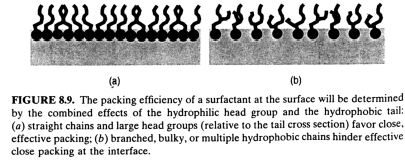 (a)
(b)
FIGURE 8.9. The packing efficiency of a surfactant at the surface will be determined
by the combined effects of the hydrophilic head group and the hydrophobic tail:
(a) straight chains and large head groups (relative to the tail cross section) favor close,
effective packing; (b) branched, bulky, or multiple hydrophobic chains hinder effective
close packing at the interface.